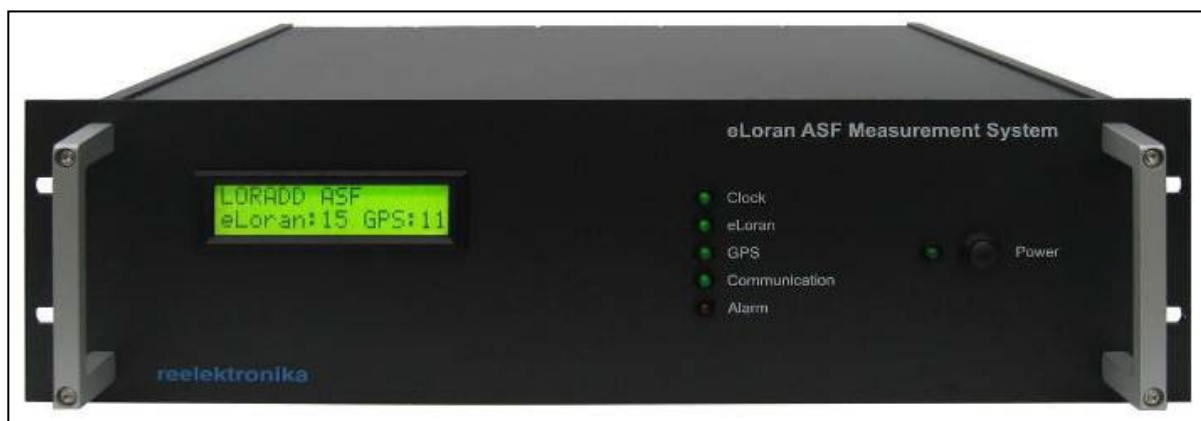 eLoran ASF Measurement System
LORADD ASF
eLoran:15 GPS:11
Clock
eLoran
GPS
Communication
Alarm
Power
reelektronika